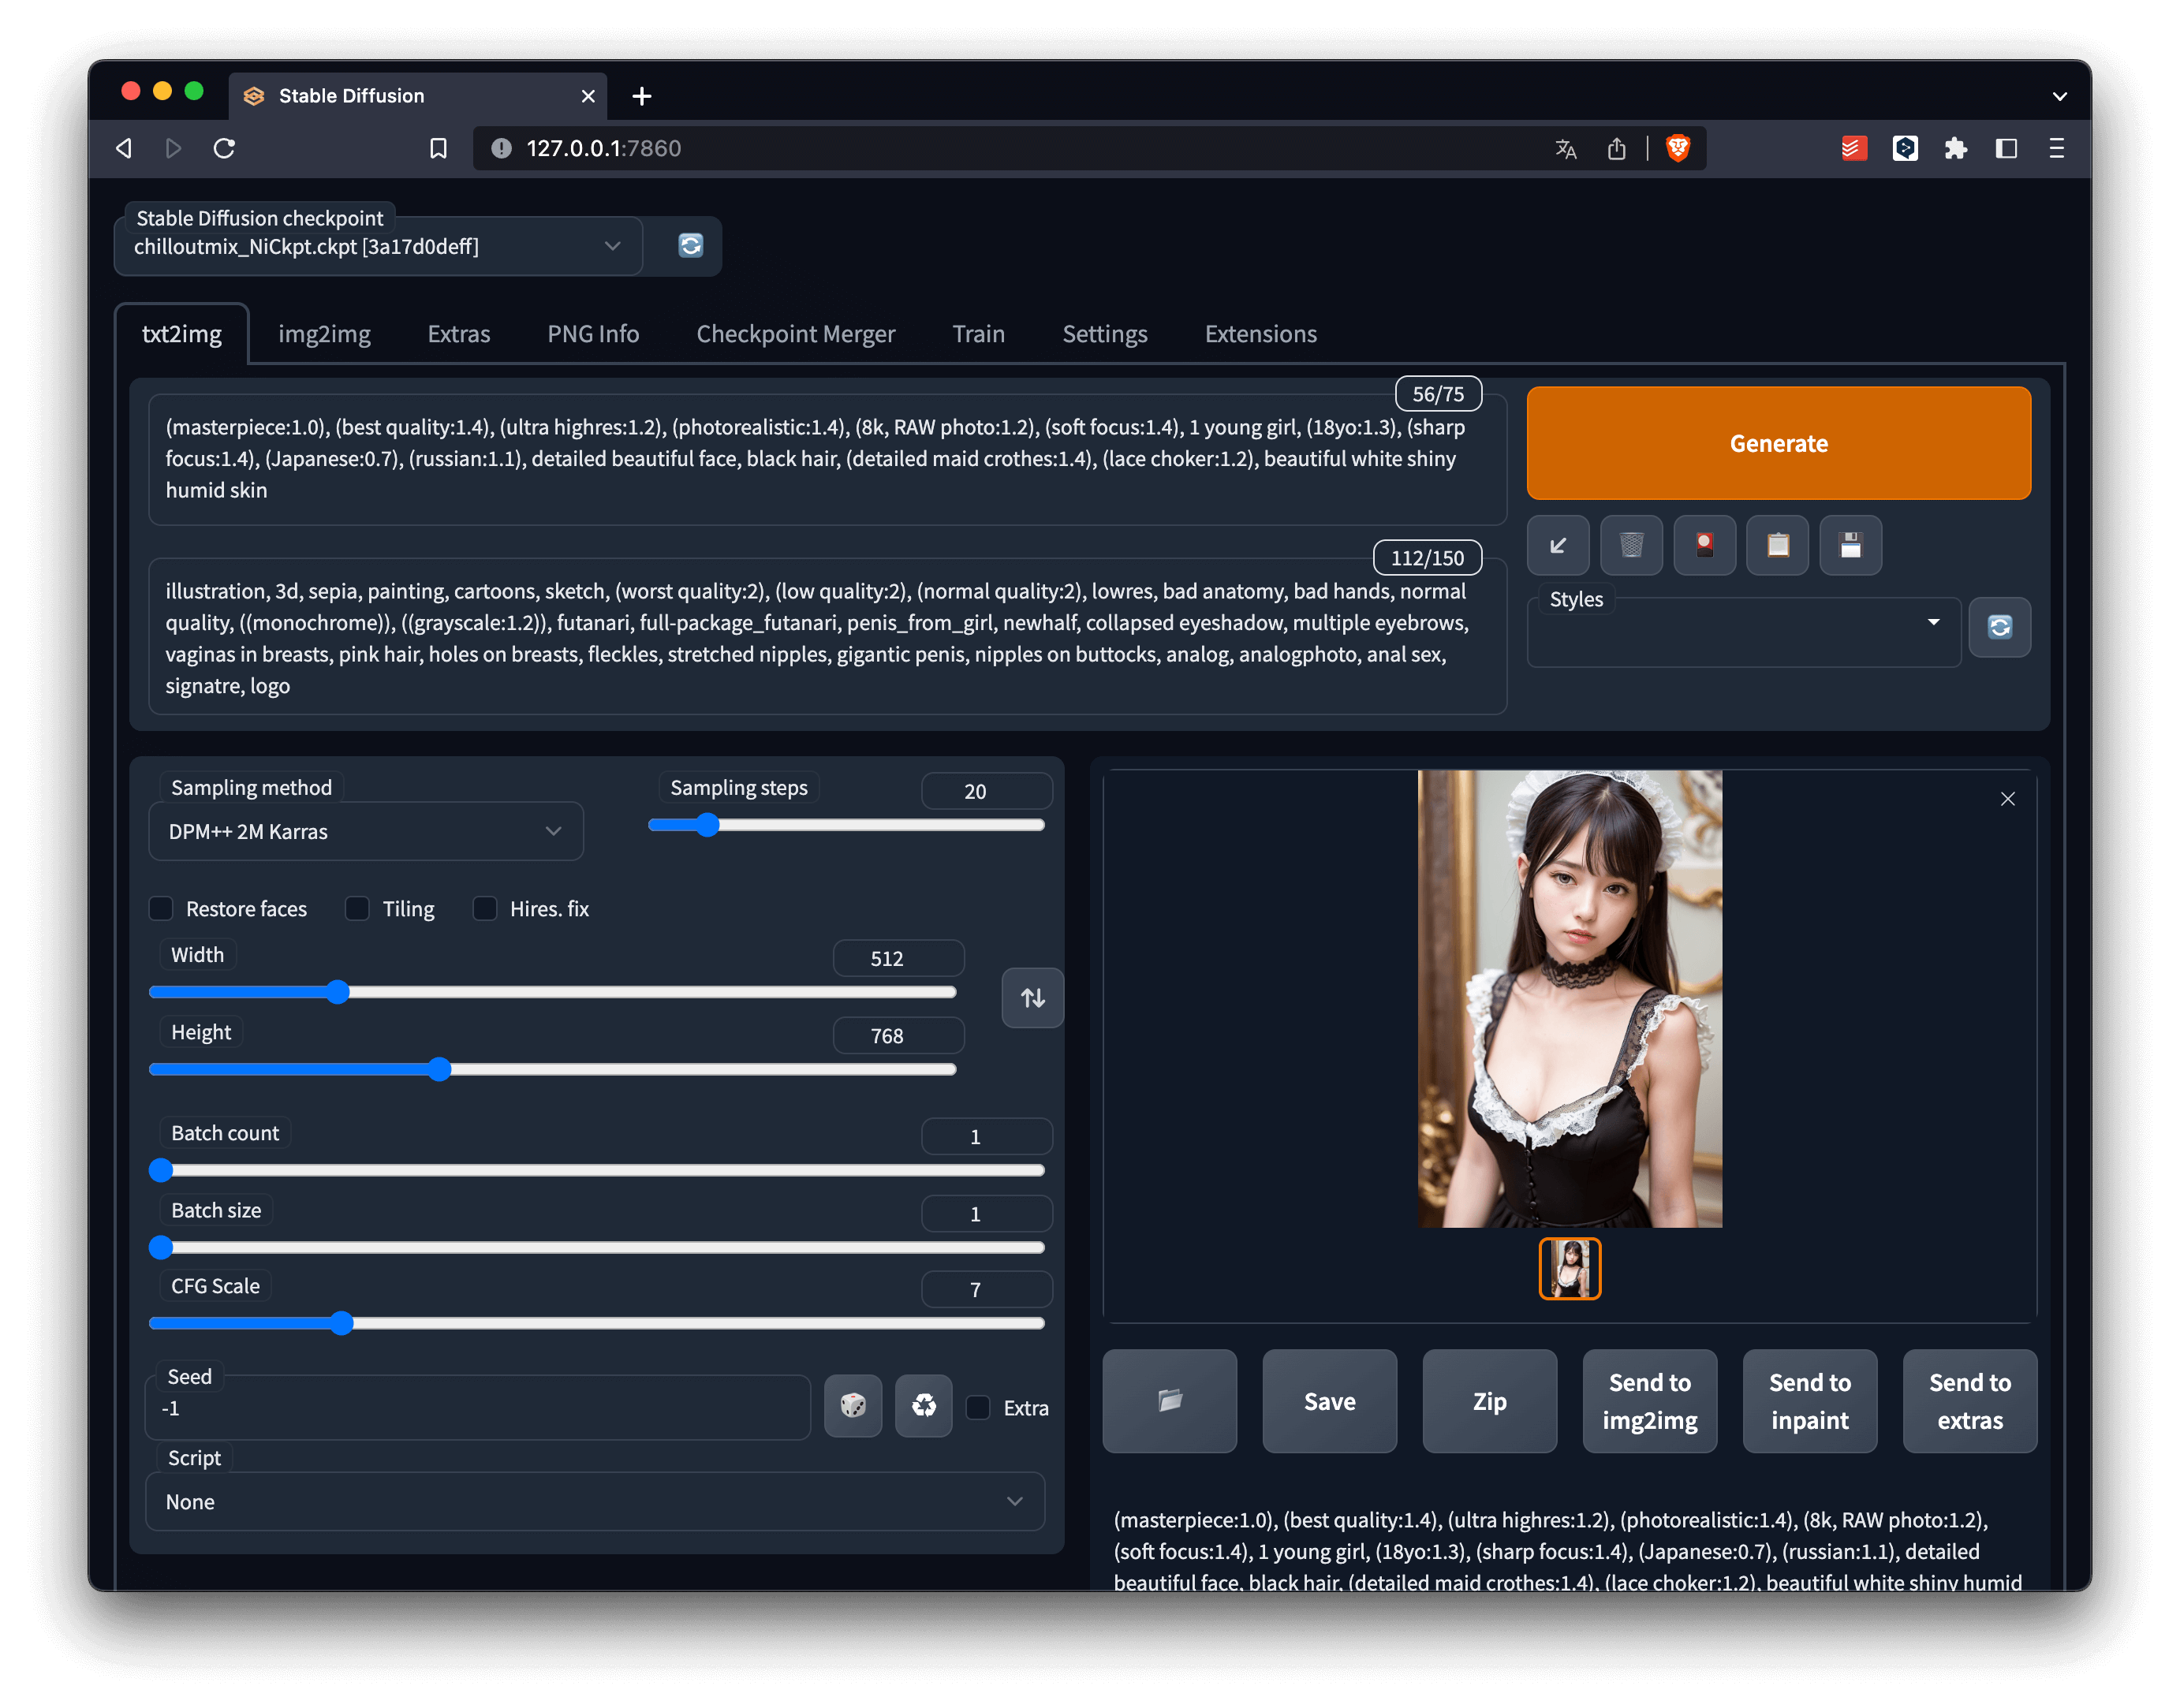 Stable Diffusion
127.0.0.1:7860
Stable Diffusion checkpoint
chilloutmix_NiCkpt.ckpt [3a17d0deff]
txt2img img2img Extras PNG Info Checkpoint Merger Train Settings Extensions
56/75
(masterpiece:1.0), (best quality:1.4), (ultra highres:1.2), (photorealistic:1.4), (8k, RAW photo:1.2), (soft focus:1.4), 1 young girl, (18yo:1.3), (sharp
focus:1.4), (Japanese:0.7), (russian:1.1), detailed beautiful face, black hair, (detailed maid crothes:1.4), (lace choker:1.2), beautiful white shiny
humid skin
Generate
112/150
illustration, 3d, sepia, painting, cartoons, sketch, (worst quality:2), (low quality:2), (normal quality:2), lowres, bad anatomy, bad hands, normal
quality, ((monochrome)), ((grayscale:1.2)), futanari, full-package_futanari, penis_from_girl, newhalf, collapsed eyeshadow, multiple eyebrows,
vaginas in breasts, pink hair, holes on breasts, fleckles, stretched nipples, gigantic penis, nipples on buttocks, analog, analogphoto, anal sex,
signatre, logo
Styles
Sampling method
DPM++ 2M Karras
Sampling steps
20
Restore faces Tiling Hires. fix
Width
512
Height
768
Batch count
1
Batch size
1
CFG Scale
7
Seed
-1
Extra
Script
None
Save
Zip
Send to
img2img
Send to
inpaint
Send to
extras
(masterpiece:1.0), (best quality:1.4), (ultra highres:1.2), (photorealistic:1.4), (8k, RAW photo:1.2),
(soft focus:1.4), 1 young girl, (18yo:1.3), (sharp focus:1.4), (Japanese:0.7), (russian:1.1), detailed
beautiful face, black hair, (detailed maid crothes:1.4), (lace choker:1.2), beautiful white shiny humid